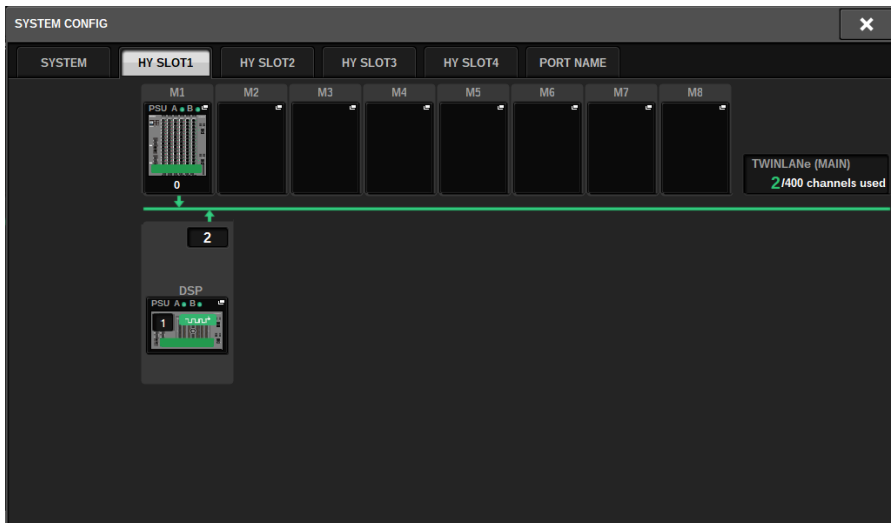 SYSTEM CONFIG
SYSTEM HY SLOT1 HY SLOT2 HY SLOT3 HY SLOT4 PORT NAME
M1 M2 M3 M4 M5 M6 M7 M8
PSU A B
0
TWINLANe (MAIN)
2/400 channels used
2
DSP
PSU A B
1